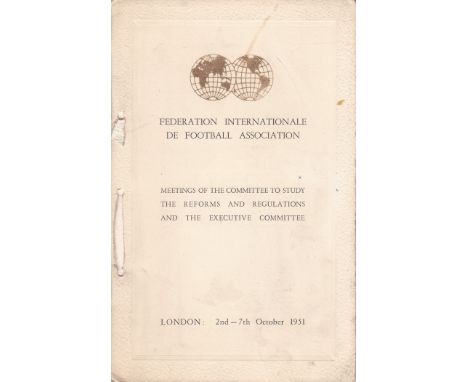 FEDERATION INTERNATIONALE
DE FOOTBALL ASSOCIATION
MEETINGS OF THE COMMITTEE TO STUDY
THE REFORMS AND REGULATIONS
AND THE EXECUTIVE COMMITTEE
LONDON: 2nd — 7th October 1951